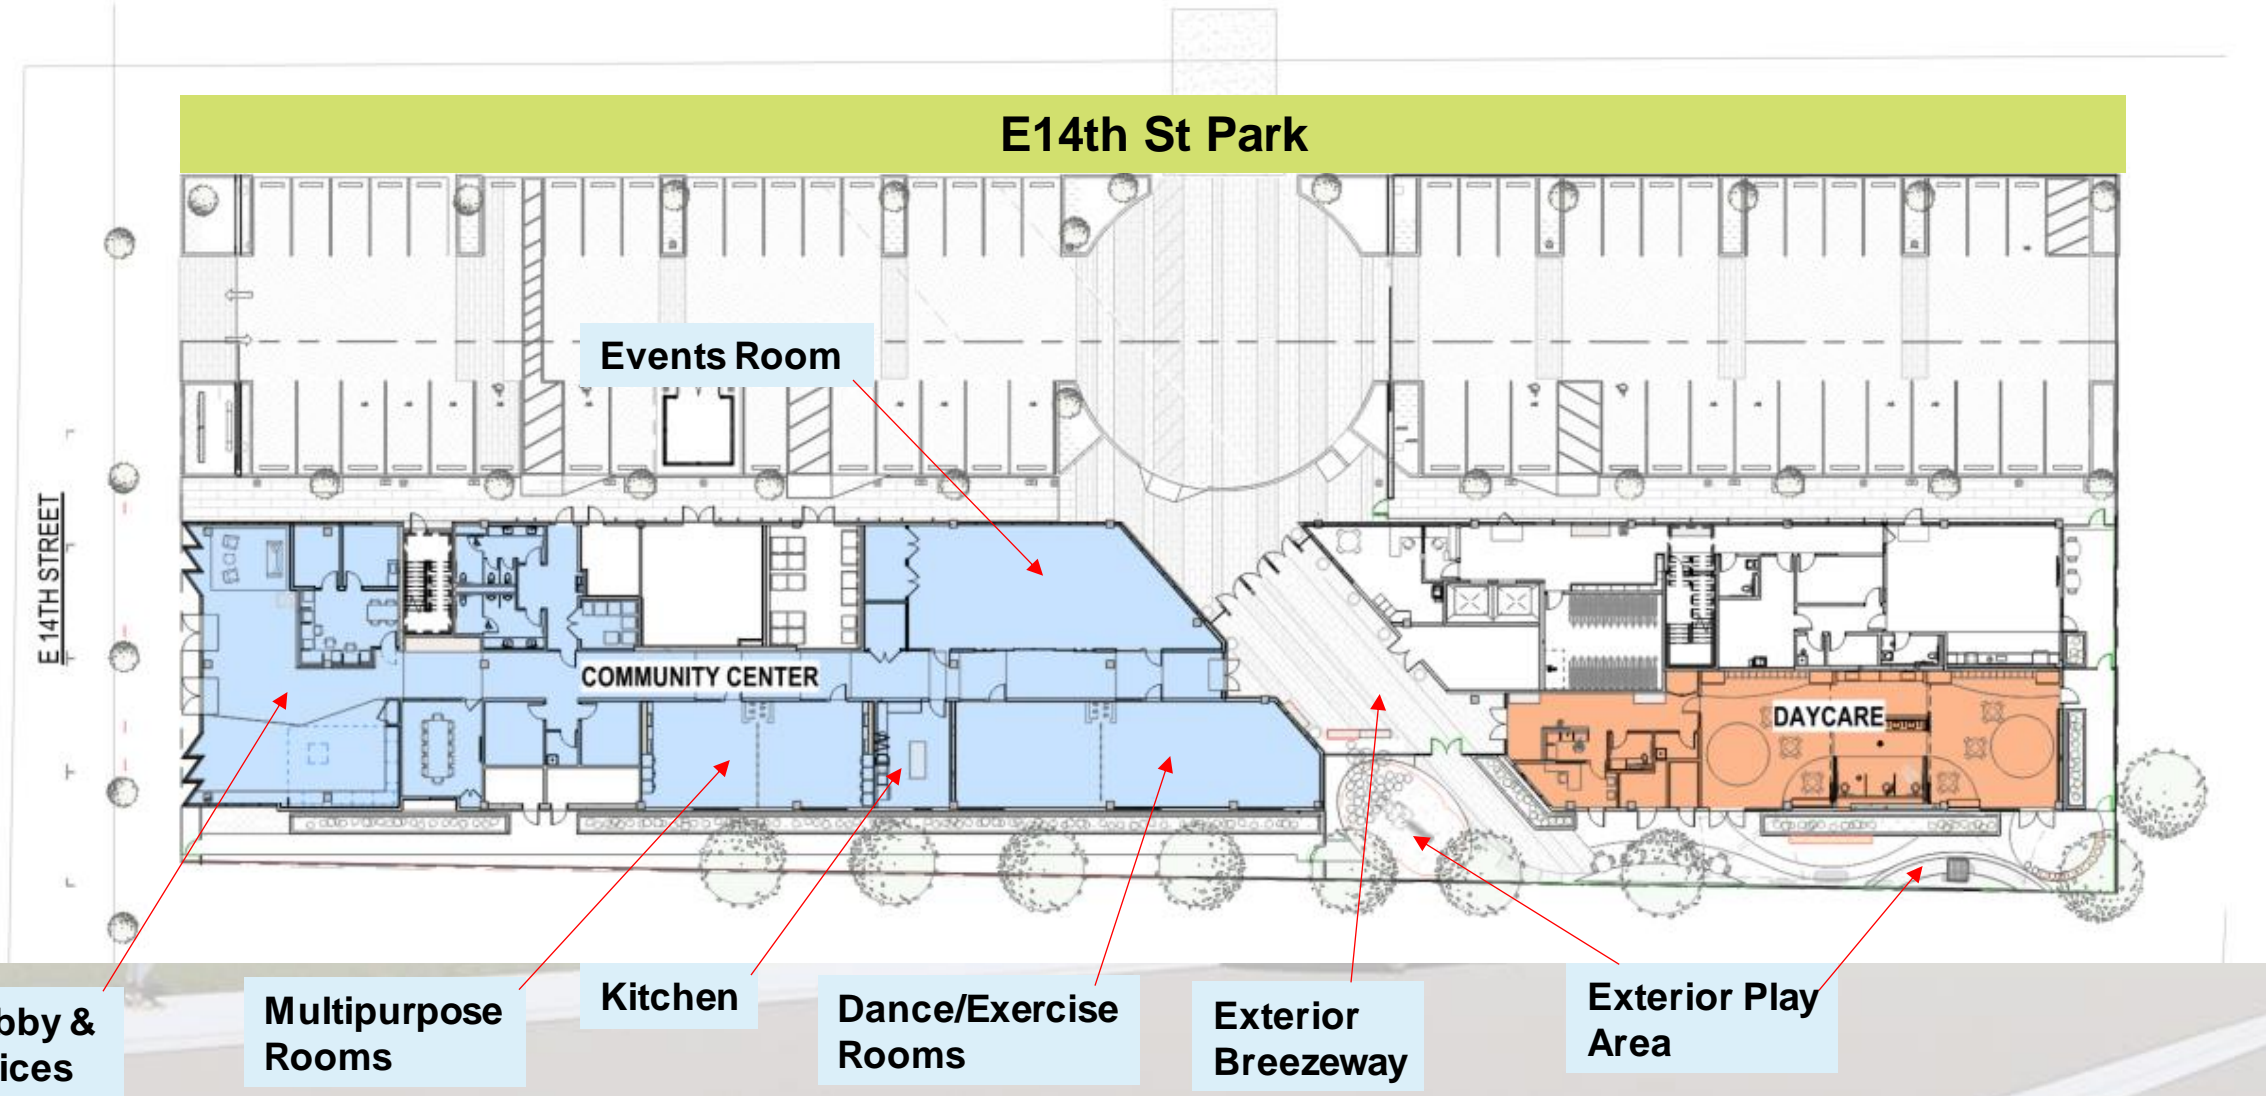 E14th St Park
Events Room
E 14TH STREET
COMMUNITY CENTER
DAYCARE
bby &
ices
Multipurpose
Rooms
Kitchen
Dance/Exercise
Rooms
Exterior
Breezeway
Exterior Play
Area